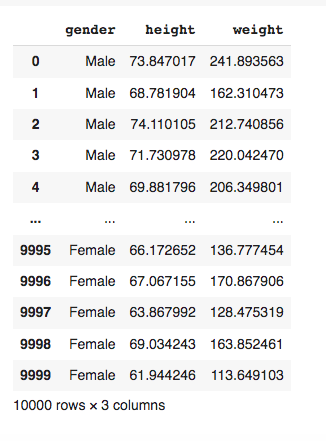 gender height weight
0 Male 73.847017 241.893563
1 Male 68.781904 162.310473
2 Male 74.110105 212.740856
3 Male 71.730978 220.042470
4 Male 69.881796 206.349801
... ... ... ...
9995 Female 66.172652 136.777454
9996 Female 67.067155 170.867906
9997 Female 63.867992 128.475319
9998 Female 69.034243 163.852461
9999 Female 61.944246 113.649103
10000 rows × 3 columns